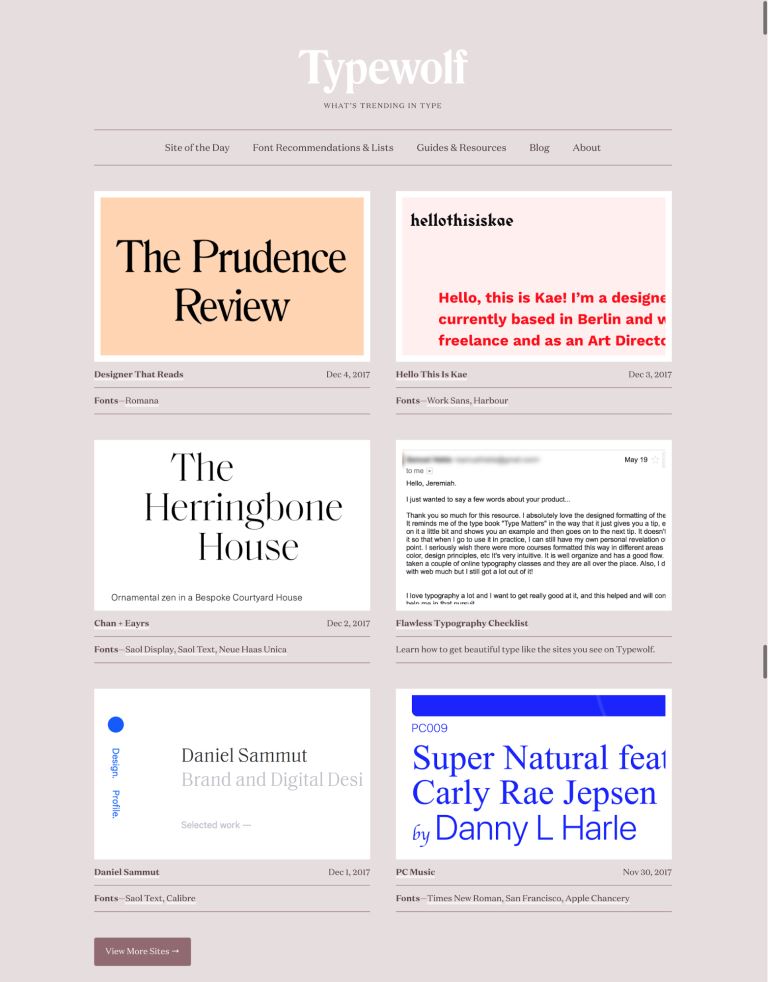 Typewolf
WHAT'S TRENDING IN TYPE
Site of the Day
Font Recommendations & Lists
Guides & Resources
Blog
About
The Prudence
Review
Designer That Reads
Dec 4, 2017
Fonts—Romana
hellothisiskae
Hello, this is Kae! I'm a designe
currently based in Berlin and w
freelance and as an Art Directo
Hello This Is Kae
Dec 3, 2017
Fonts—Work Sans, Harbour
The
Herringbone
House
Ornamental zen in a Bespoke Courtyard House
Chan + Eayrs
Dec 2, 2017
Fonts—Saol Display, Saol Text, Neue Haas Unica
May 19
to me
Hello, Jeremiah.
I just wanted to say a few words about your product...
Thank you so much for this resource. I absolutely love the designed formatting of the
It reminds me of the type book "Type Matters" in the way that it just gives you a tip, e
on it a little bit and shows you an example and then goes on to the next tip. It doesn't
it so that when I go to use it in practice, I can still have my own personal revelation o
point. I seriously wish there were more courses formatted this way in different areas
color, design principles, etc It's very intuitive. It is well organize and has a good flow.
taken a couple of online typography classes and they are all over the place. Also, I d
with web much but I still got a lot out of it!
I love typography a lot and I want to get really good at it, and this helped and will con
help me in that pursuit
Flawless Typography Checklist
Learn how to get beautiful type like the sites you see on Typewolf.
Design. Profile.
Daniel Sammut
Brand and Digital Desi
Selected work —
Daniel Sammut
Dec 1, 2017
Fonts—Saol Text, Calibre
PC009
Super Natural feat
Carly Rae Jepsen
by Danny L Harle
PC Music
Nov 30, 2017
Fonts—Times New Roman, San Francisco, Apple Chancery
View More Sites →